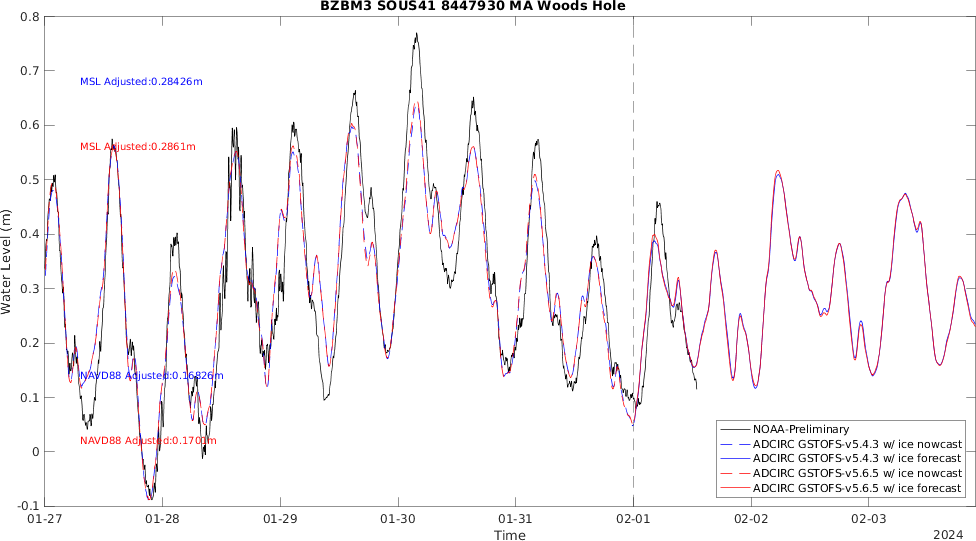 BZBM3 SOUS41 8447930 MA Woods Hole
0.8
0.7
0.6
0.5
0.4
0.3
0.2
0.1
0
-0.1
Water Level (m)
MSL Adjusted:0.28426m
MSL Adjusted:0.2861m
NAVD88 Adjusted:0.16826m
NAVD88 Adjusted:0.1701m
NOAA-Preliminary
ADCIRC GSTOFS-v5.4.3 w/ ice nowcast
ADCIRC GSTOFS-v5.4.3 w/ ice forecast
ADCIRC GSTOFS-v5.6.5 w/ ice nowcast
ADCIRC GSTOFS-v5.6.5 w/ ice forecast
01-27 01-28 01-29 01-30 01-31 02-01 02-02 02-03
Time
2024